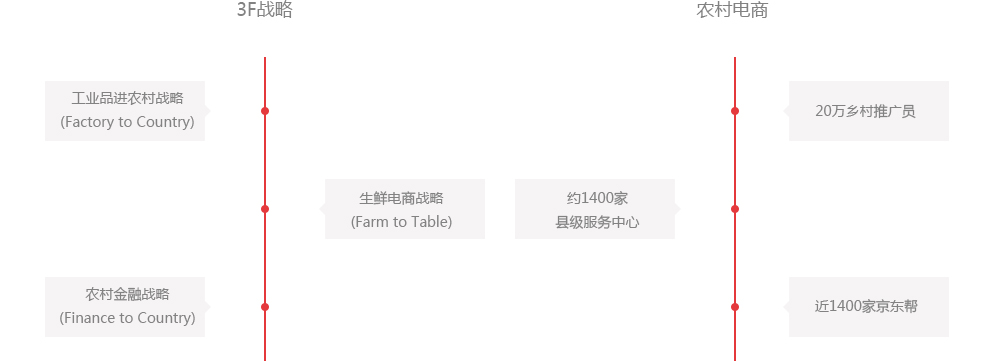 3F战略
工业品进农村战略
(Factory to Country)
生鲜电商战略
(Farm to Table)
农村金融战略
(Finance to Country)
农村电商
20万乡村推广员
约1400家
县级服务中心
近1400家京东帮